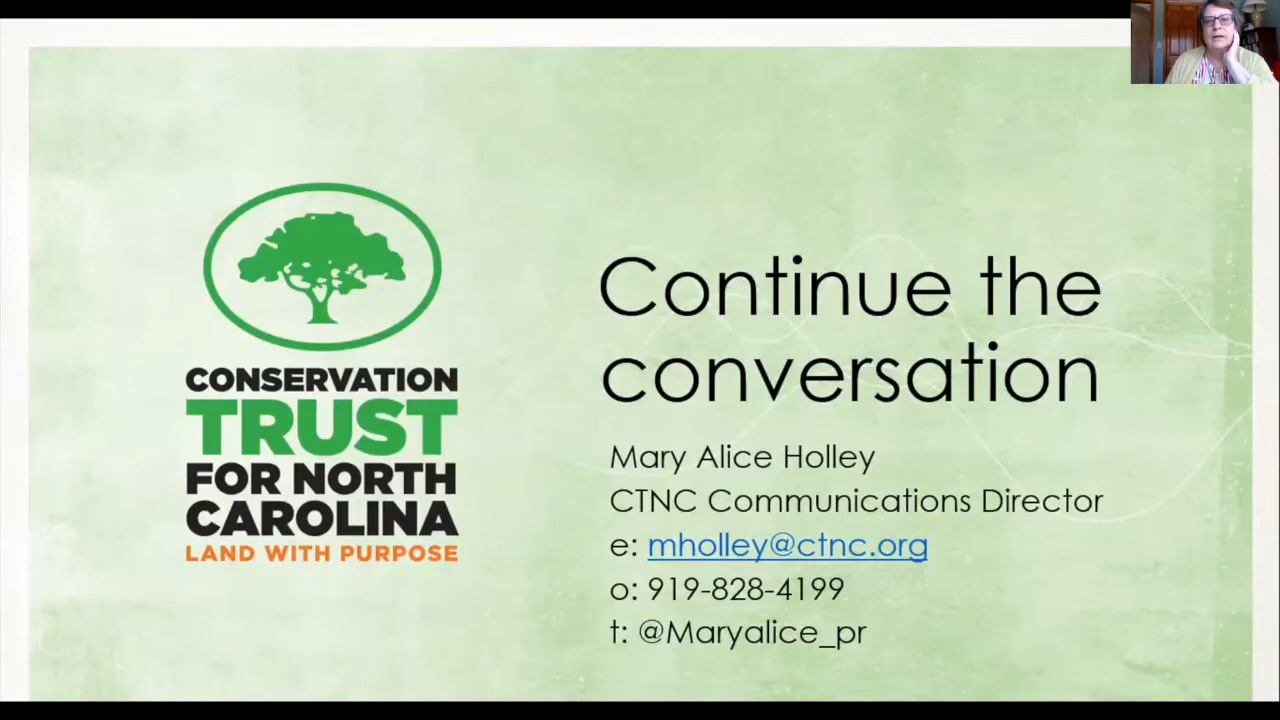 CONSERVATION
TRUST
FOR NORTH
CAROLINA
LAND WITH PURPOSE
Continue the
conversation
Mary Alice Holley
CTNC Communications Director
e: mholley@ctnc.org
o: 919-828-4199
t: @Maryalice_pr